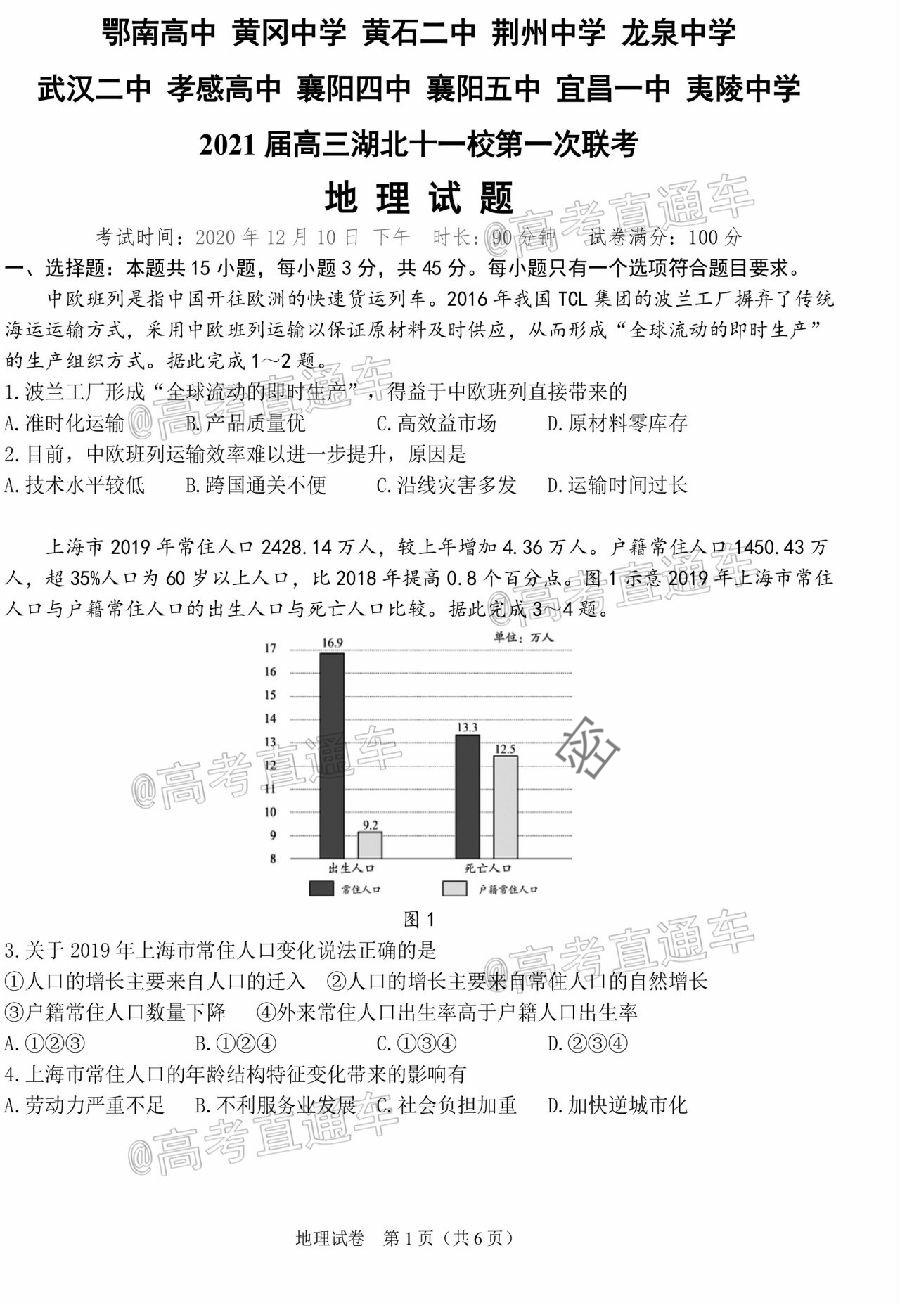 鄂南高中 黄冈中学 黄石二中 荆州中学 龙泉中学
武汉二中 孝感高中 襄阳四中 襄阳五中 宜昌一中 夷陵中学
2021 届高三湖北十一校第一次联考
地 理 试 题
@高考直通车
考试时间：2020 年 12 月 10 日 下午 时长：90 分钟 试卷满分：100 分
一、选择题：本题共 15 小题，每小题 3 分，共 45 分。每小题只有一个选项符合题目要求。
中欧班列是指中国开往欧洲的快速货运列车。2016 年我国 TCL 集团的波兰工厂摒弃了传统
海运运输方式，采用中欧班列运输以保证原材料及时供应，从而形成“全球流动的即时生产”
的生产组织方式。据此完成 1～2 题。
@高考直通车
1.波兰工厂形成“全球流动的即时生产”，得益于中欧班列直接带来的
A.准时化运输 B.产品质量优 C.高效益市场 D.原材料零库存
2.目前，中欧班列运输效率难以进一步提升，原因是
A.技术水平较低 B.跨国通关不便 C.沿线灾害多发 D.运输时间过长
上海市 2019 年常住人口 2428.14 万人，较上年增加 4.36 万人。户籍常住人口 1450.43 万
人，超 35%人口为 60 岁以上人口，比 2018 年提高 0.8 个百分点。图 1 示意 2019 年上海市常住
人口与户籍常住人口的出生人口与死亡人口比较。据此完成 3～4 题。
@高考直通车
单位：万人
17
16
15
14
13
12
11
10
9
8
16.9
9.2
13.3
12.5
出生人口 死亡人口
常住人口 户籍常住人口
密
@高考直通车
图 1
@高考直通车
3.关于 2019 年上海市常住人口变化说法正确的是
①人口的增长主要来自人口的迁入 ②人口的增长主要来自常住人口的自然增长
③户籍常住人口数量下降 ④外来常住人口出生率高于户籍人口出生率
A.①②③ B.①②④ C.①③④ D.②③④
4.上海市常住人口的年龄结构特征变化带来的影响有
A.劳动力严重不足 B.不利服务业发展 C.社会负担加重 D.加快逆城市化
@高考直通车
地理试卷 第 1 页（共 6 页）